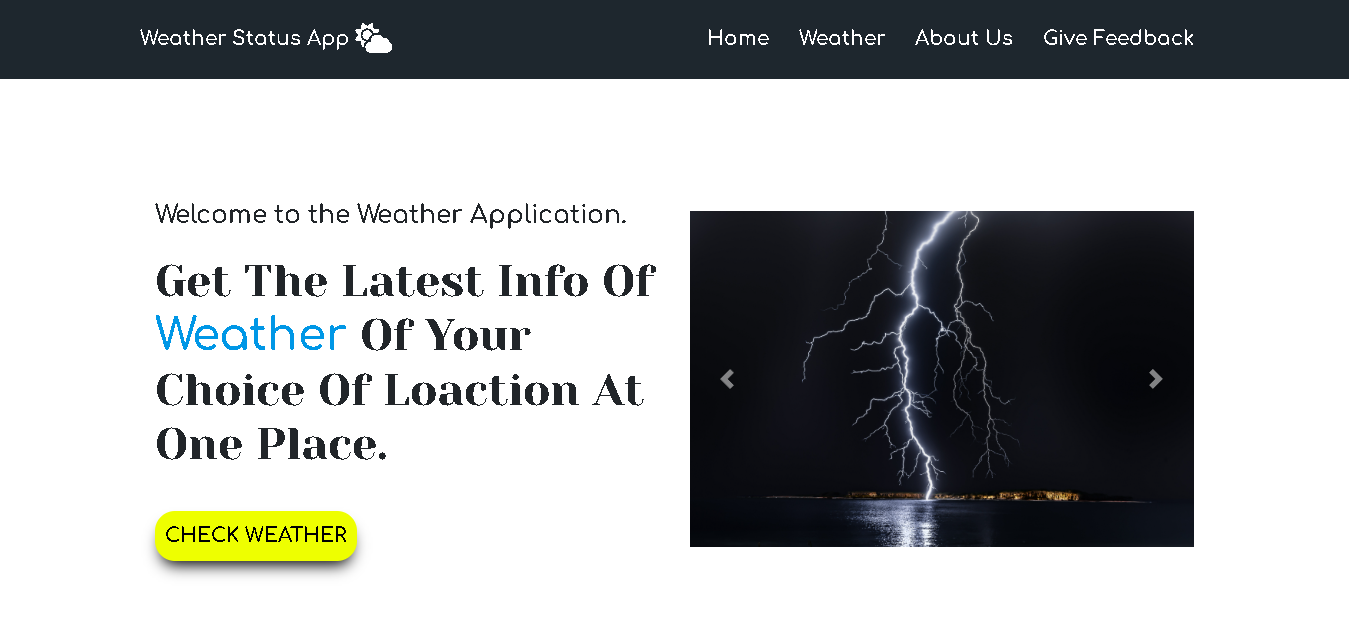 Weather Status App
Home Weather About Us Give Feedback
Welcome to the Weather Application.
Get The Latest Info Of
Weather Of Your
Choice Of Loaction At
One Place.
CHECK WEATHER